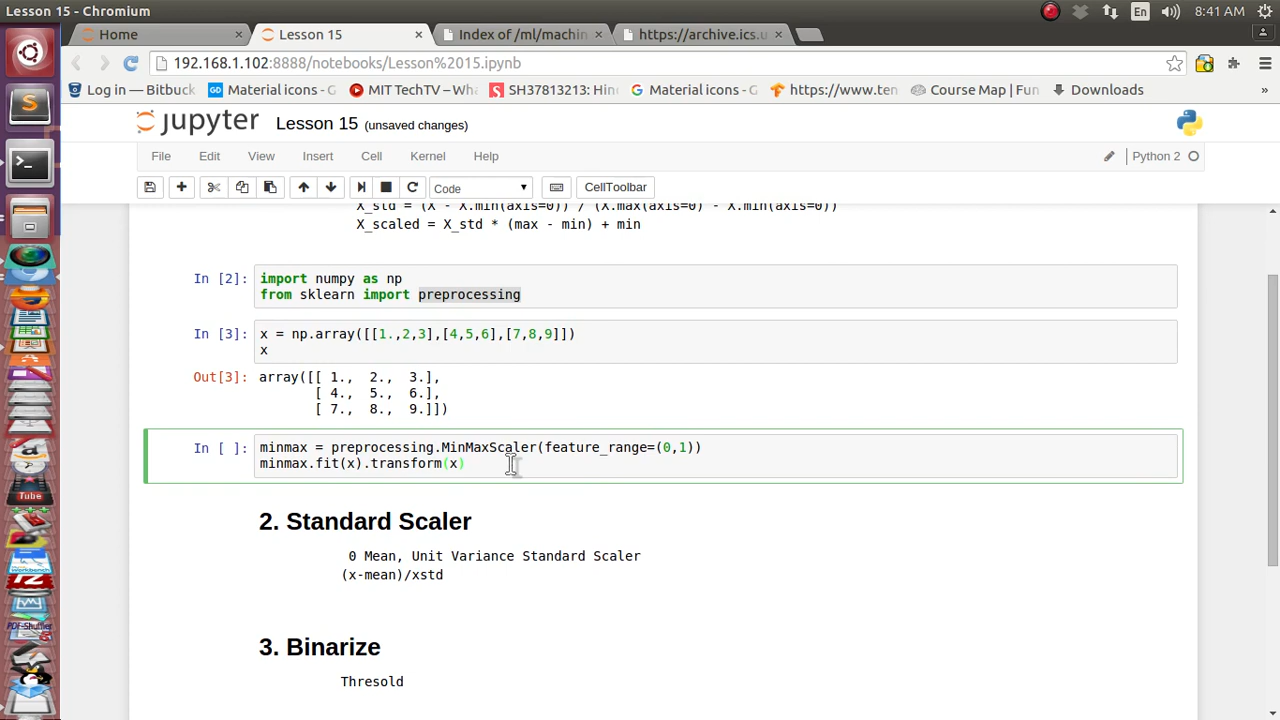 Lesson 15 - Chromium
En
8:41 AM
Home
Lesson 15
Index of /ml/machin
https://archive.ics.u
192.168.1.102:8888/notebooks/Lesson%2015.ipynb
Log in — Bitbuck
Material icons - G
MIT TechTV – Wel
SH37813213: Hin
Material icons - G
https://www.ten
Course Map | Fun
Downloads
»
jupyter Lesson 15 (unsaved changes)
File Edit View Insert Cell Kernel Help
Python 2
Code
CellToolbar
X_std = (X - X.min(axis=0)) / (X.max(axis=0) - X.min(axis=0))
X_scaled = X_std * (max - min) + min
In [2]: import numpy as np
from sklearn import preprocessing
In [3]: x = np.array([[1.,2,3],[4,5,6],[7,8,9]])
x
Out[3]: array([[ 1., 2., 3.],
[ 4., 5., 6.],
[ 7., 8., 9.]])
In [ ]: minmax = preprocessing.MinMaxScaler(feature_range=(0,1))
minmax.fit(x).transform(x)
2. Standard Scaler
0 Mean, Unit Variance Standard Scaler
(x-mean)/xstd
3. Binarize
Thresold
Tube